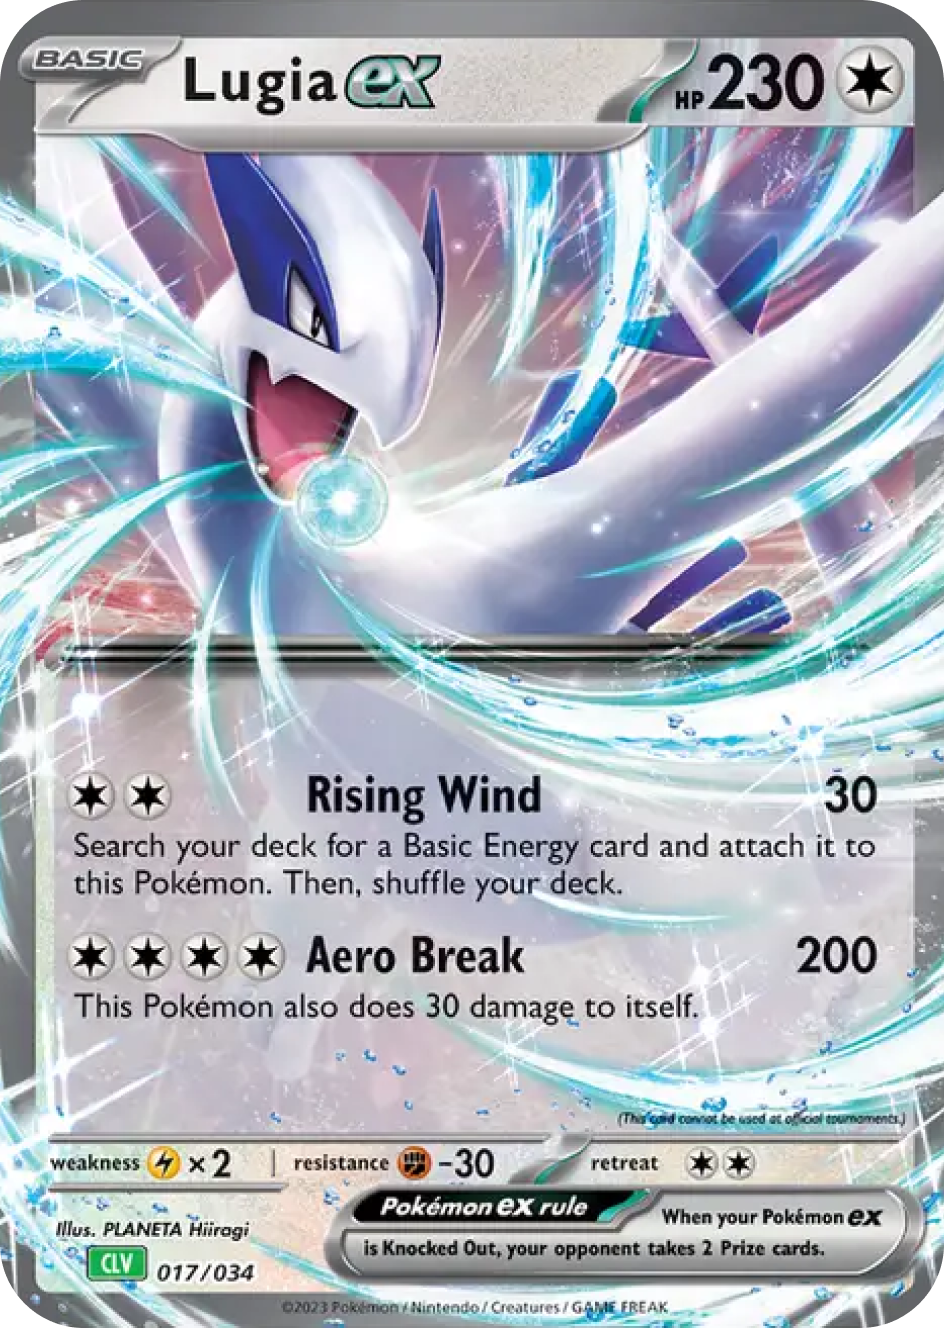 BASIC
Lugia ex HP 230
Rising Wind 30
Search your deck for a Basic Energy card and attach it to
this Pokémon. Then, shuffle your deck.
Aero Break 200
This Pokémon also does 30 damage to itself.
(This card cannot be used at official tournaments.)
weakness ×2 resistance -30 retreat
Pokémon ex rule
When your Pokémon ex
is Knocked Out, your opponent takes 2 Prize cards.
Illus. PLANETA Hiiragi
CLV 017/034
©2023 Pokémon / Nintendo / Creatures / GAME FREAK